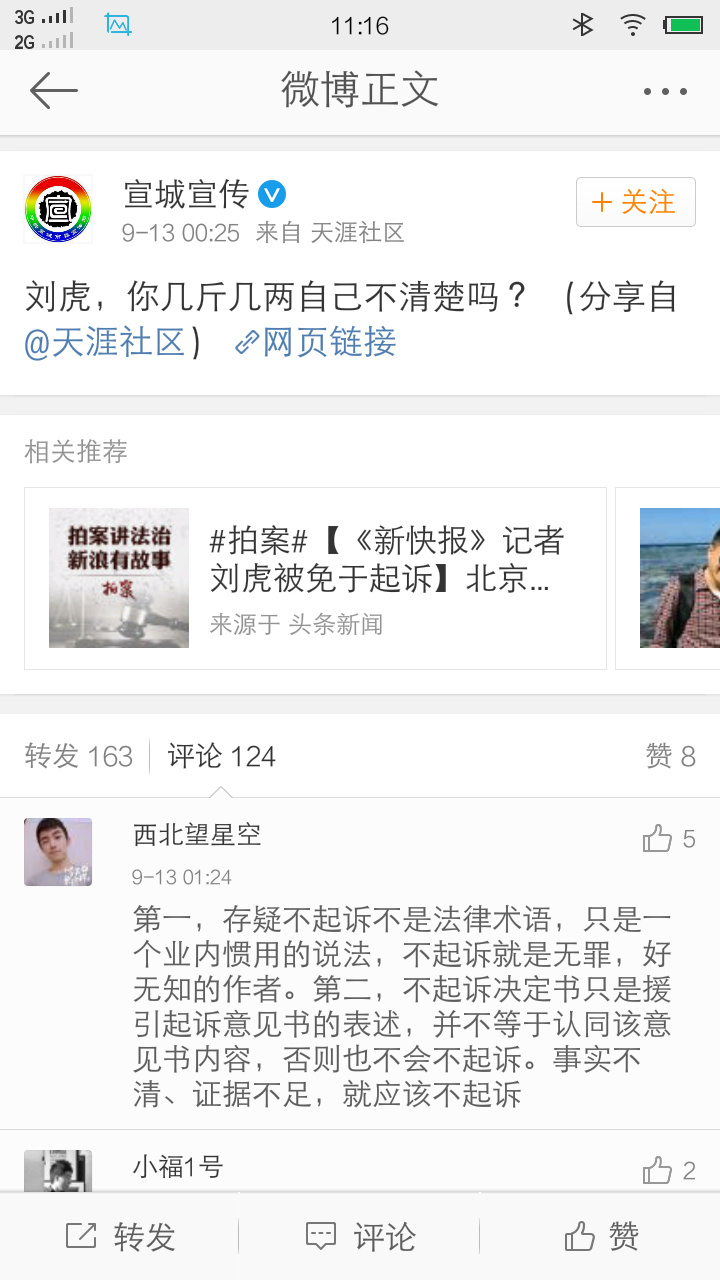 3G
2G
11:16
微博正文
宣城宣传
9-13 00:25 来自 天涯社区
+ 关注
刘虎，你几斤几两自己不清楚吗？ （分享自
@天涯社区） 网页链接
相关推荐
拍案讲法治
新浪有故事
拍案
#拍案#【《新快报》记者
刘虎被免于起诉】北京...
来源于 头条新闻
转发 163 评论 124 赞 8
西北望星空
5
9-13 01:24
第一，存疑不起诉不是法律术语，只是一
个业内惯用的说法，不起诉就是无罪，好
无知的作者。第二，不起诉决定书只是援
引起诉意见书的表述，并不等于认同该意
见书内容，否则也不会不起诉。事实不
清、证据不足，就应该不起诉
小福1号
2
转发 评论 赞